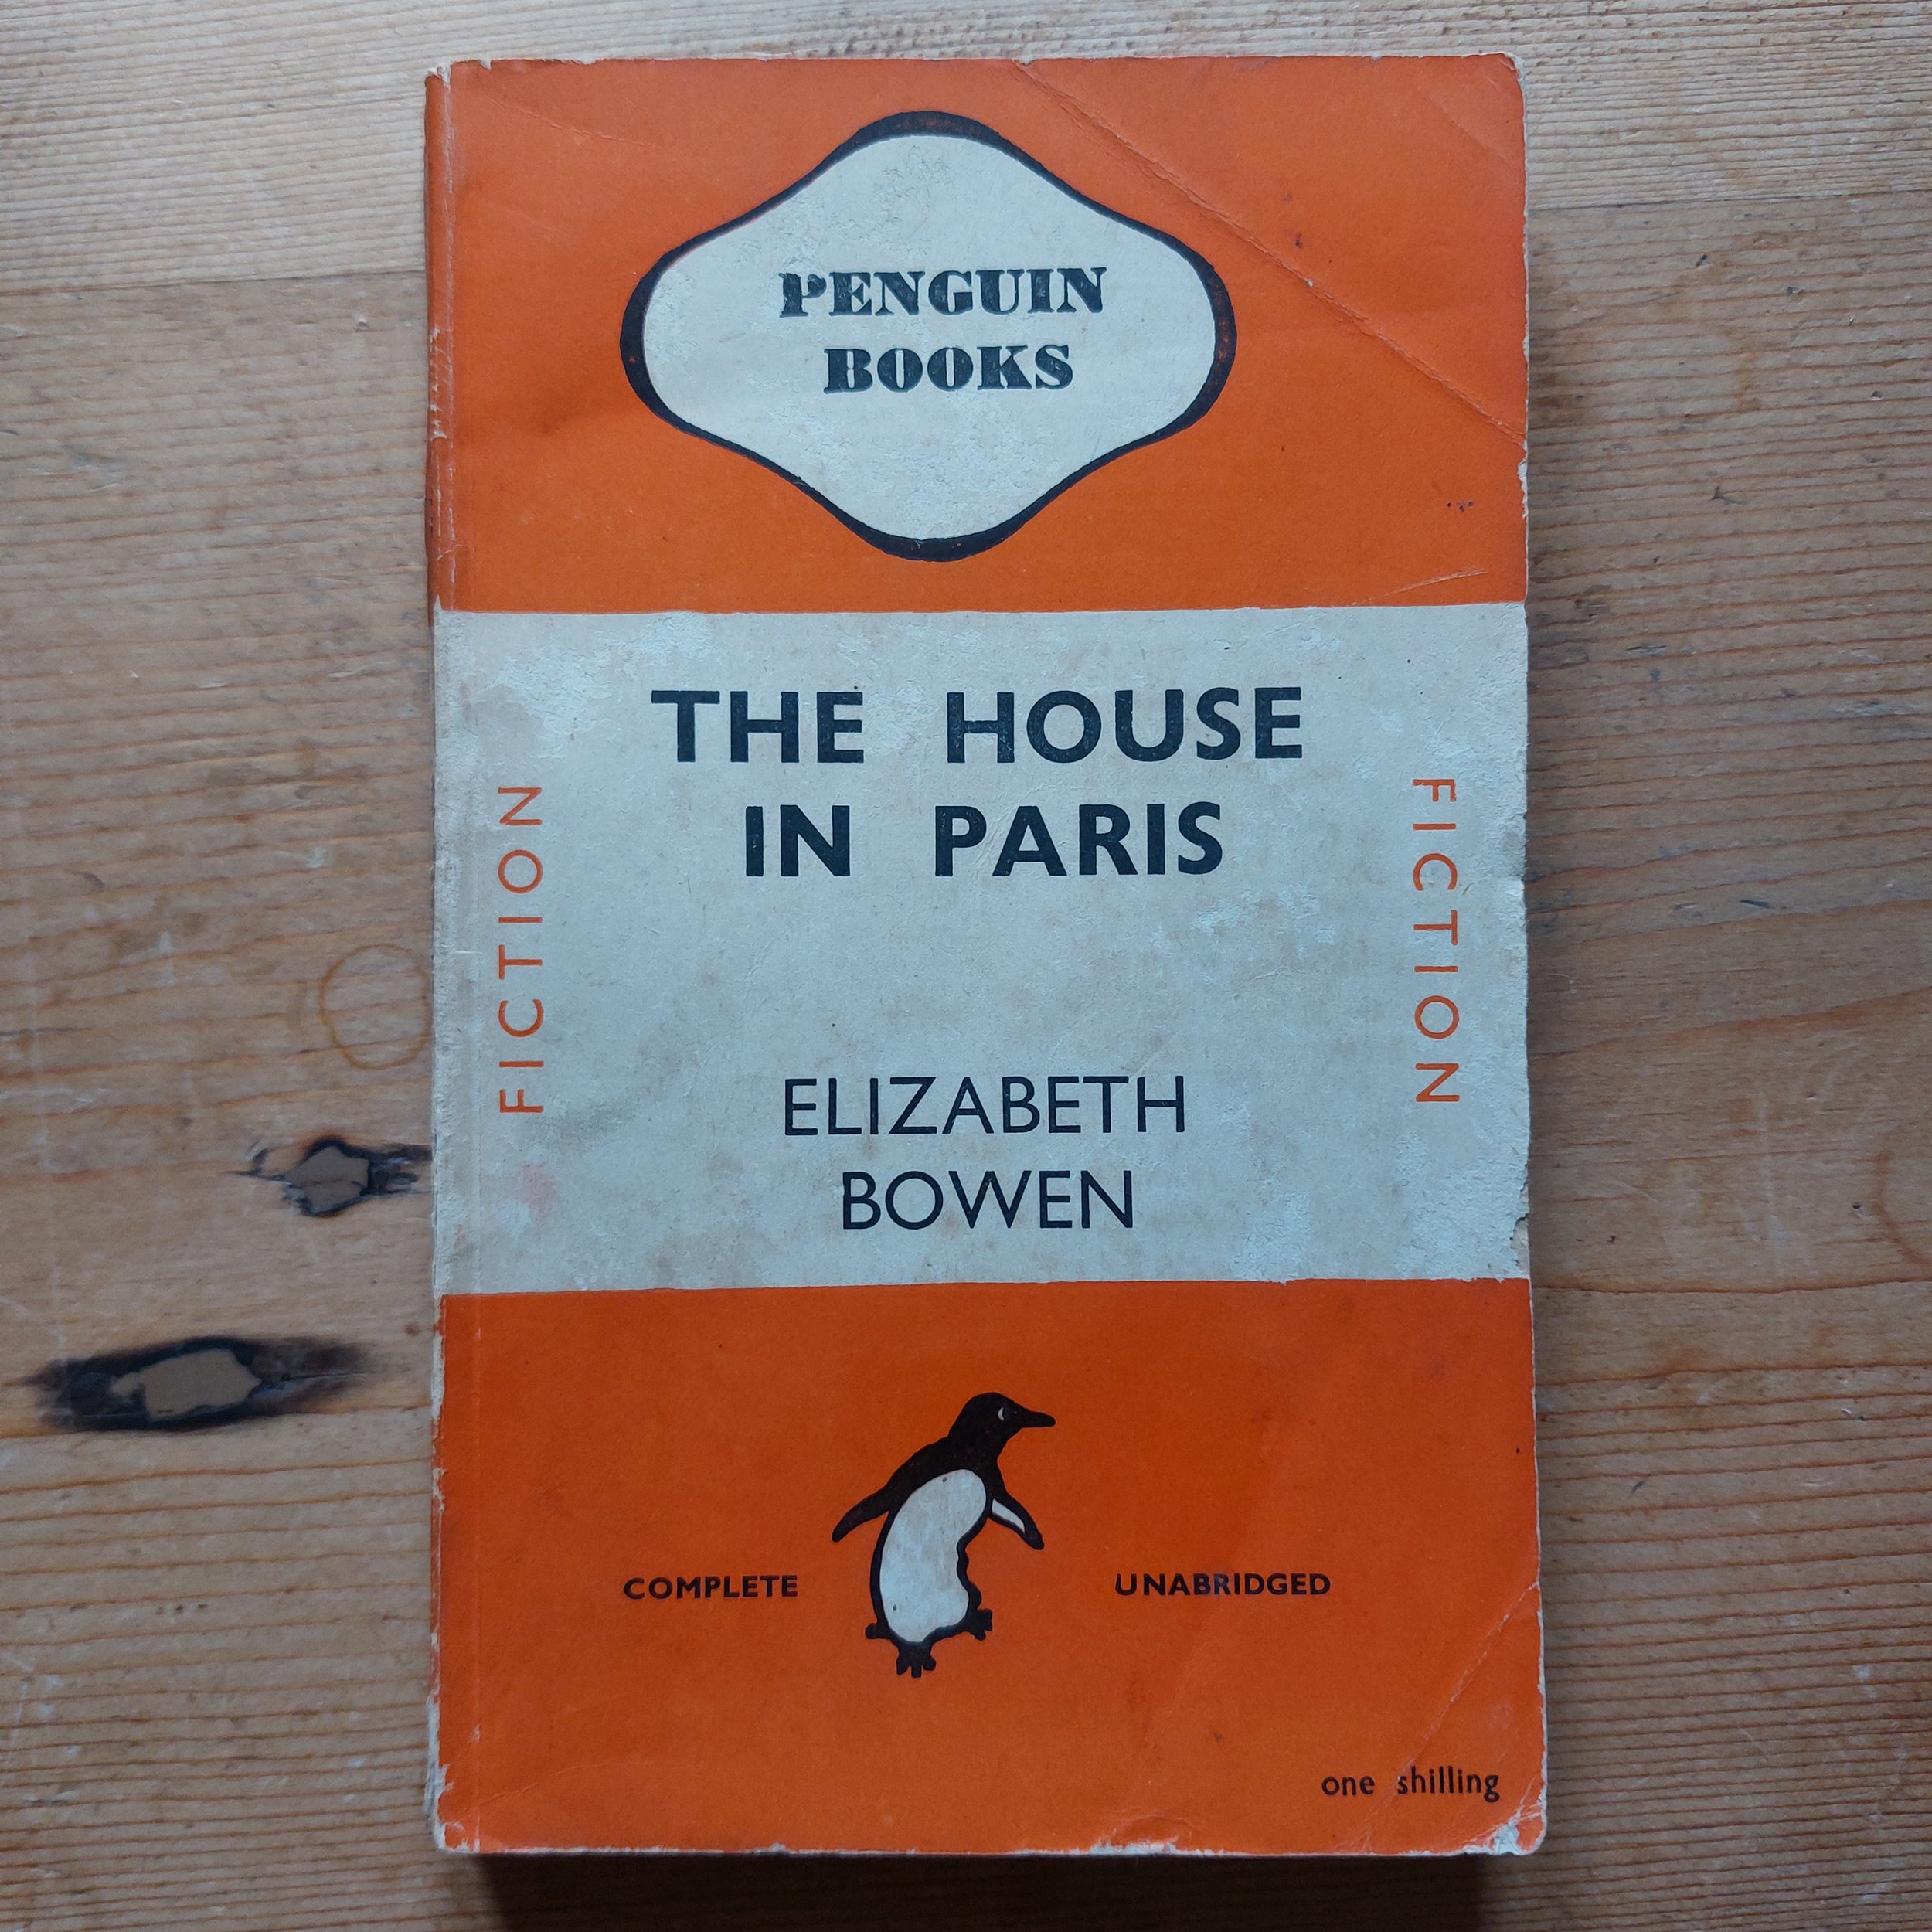 PENGUIN
BOOKS
THE HOUSE
IN PARIS
FICTION
FICTION
ELIZABETH
BOWEN
COMPLETE
UNABRIDGED
one shilling